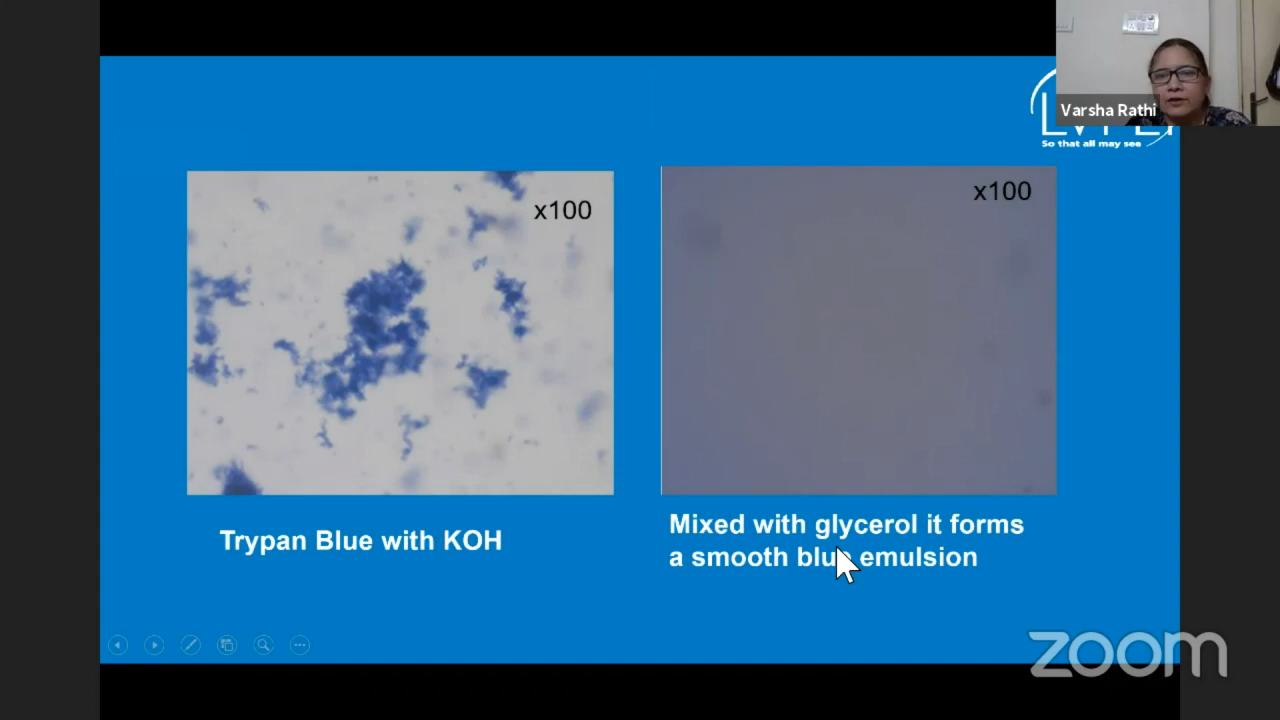 Varsha Rathi
So that all may see
x100
x100
Trypan Blue with KOH
Mixed with glycerol it forms
a smooth blue emulsion
zoom